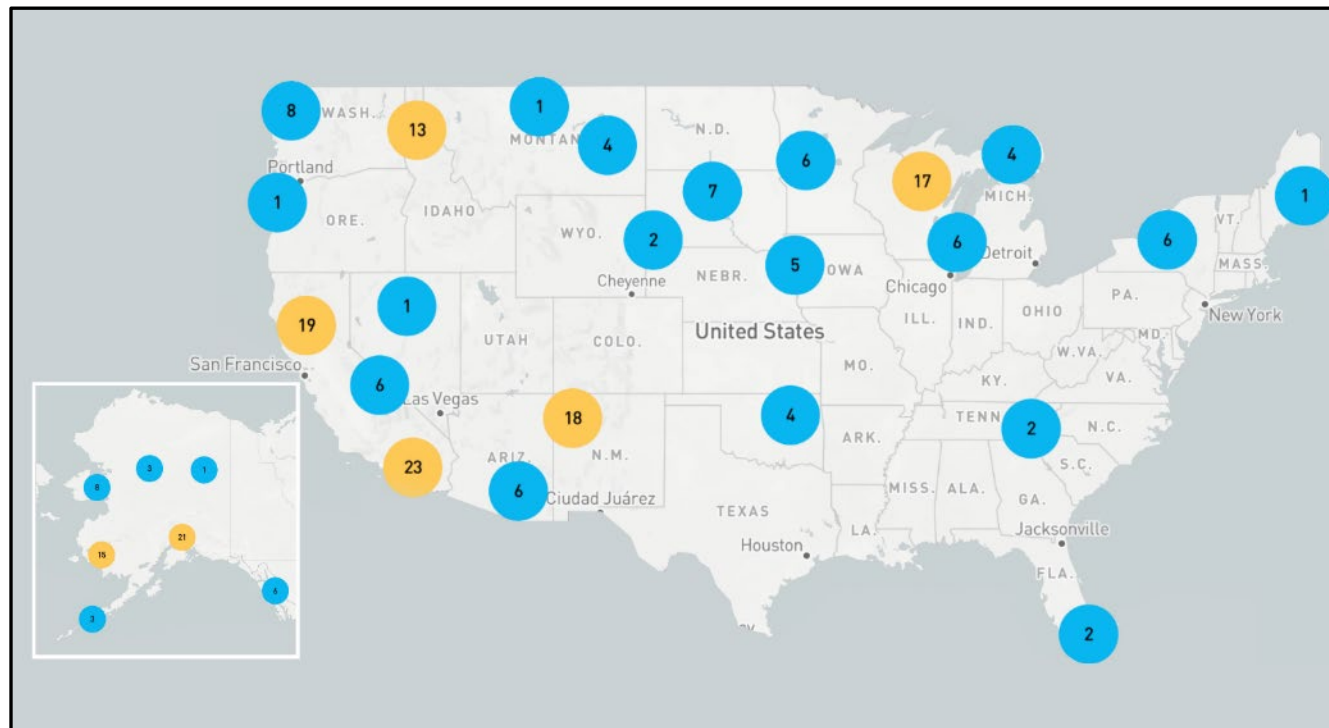 8
WASH.
13
1
MONTAN
4
N.D.
6
17
4
MICH.
1
Portland
1
ORE.
IDAHO
WYO.
2
7
NEBR.
5
IOWA
6
Detroit
Chicago
6
VT.
MASS.
New York
PA.
Cheyenne
19
1
UTAH
COLO.
United States
ILL.
IND.
OHIO
MD.
W.VA.
VA.
KY.
MO.
San Francisco
6
Las Vegas
18
N.M.
ARIZ.
23
6
4
ARK.
TENN
2
N.C.
S.C.
Ciudad Juárez
TEXAS
MISS.
ALA.
GA.
LA.
Houston
Jacksonville
FLA.
2
3
1
8
15
21
6
3